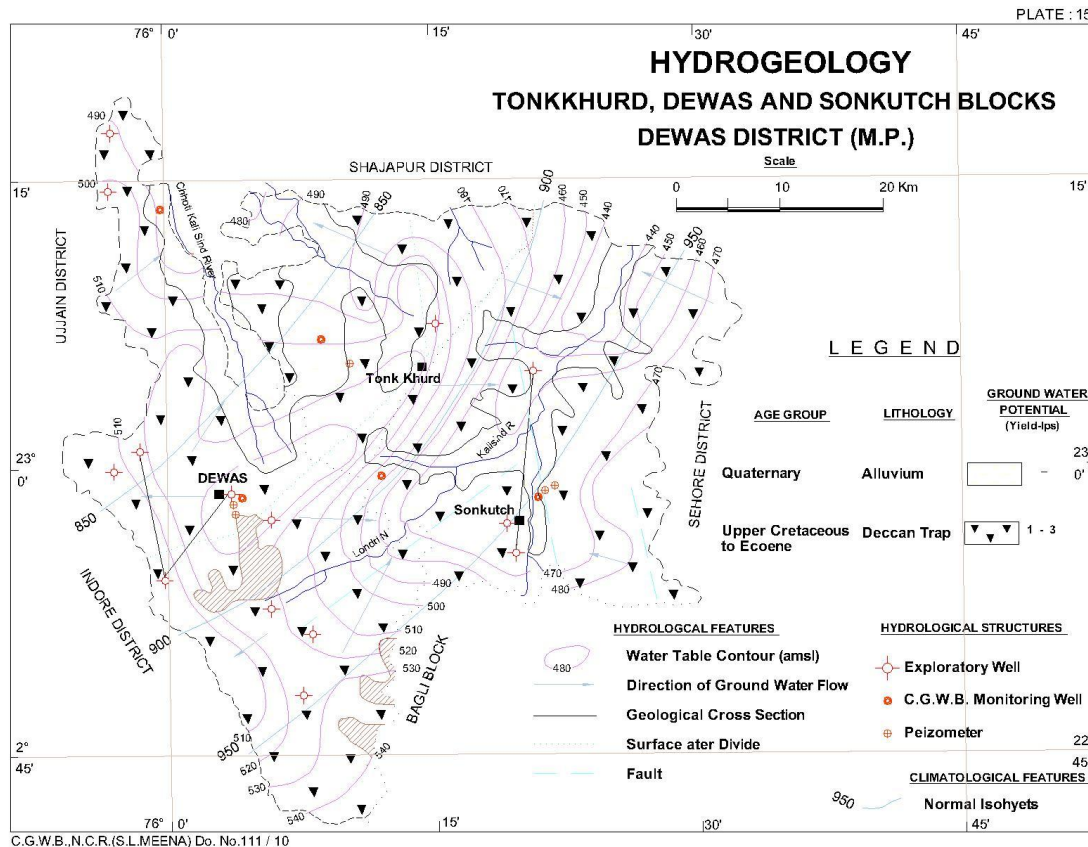 PLATE : 15
76° 0'
15'
30'
45'
HYDROGEOLOGY
TONKKHURD, DEWAS AND SONKUTCH BLOCKS
DEWAS DISTRICT (M.P.)
Scale
0 10 20 Km
15'
15'
SHAJAPUR DISTRICT
UJJAIN DISTRICT
Chhoti Kali Sind River
490
500
510
480
490
490
850
480
470
900
460
450
440
440
450
950
460
470
Tonk Khurd
470
Kalisind R
510
23°
0'
DEWAS
850
Sonkutch
Londri N
SEHORE DISTRICT
INDORE DISTRICT
900
470
480
490
500
510
520
530
BAGLI BLOCK
540
950
510
520
530
540
LEGEND
AGE GROUP LITHOLOGY GROUND WATER
POTENTIAL
(Yield-lps)
23°
0'
Quaternary Alluvium –
Upper Cretaceous Deccan Trap 1 - 3
to Ecoene
HYDROLOGCAL FEATURES
480 Water Table Contour (amsl)
Direction of Ground Water Flow
Geological Cross Section
Surface ater Divide
Fault
HYDROLOGICAL STRUCTURES
Exploratory Well
C.G.W.B. Monitoring Well
Peizometer
CLIMATOLOGICAL FEATURES
950 Normal Isohyets
2°
45'
22
45'
76° 0'
15'
30'
45'
C.G.W.B.,N.C.R.(S.L.MEENA) Do. No.111 / 10